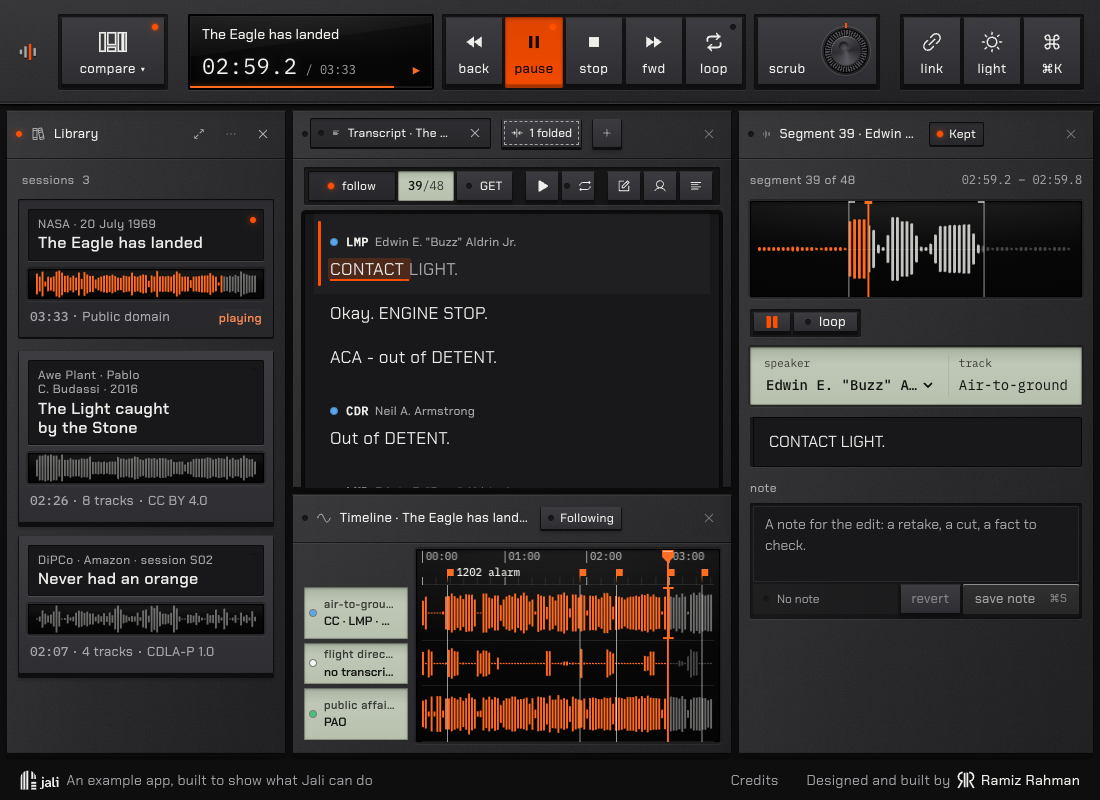 compare
The Eagle has landed
02:59.2 / 03:33
back
pause
stop
fwd
loop
scrub
link
light
⌘K
Library
sessions 3
NASA · 20 July 1969
The Eagle has landed
03:33 · Public domain
playing
Awe Plant · Pablo
C. Budassi · 2016
The Light caught
by the Stone
02:26 · 8 tracks · CC BY 4.0
DiPCo · Amazon · session S02
Never had an orange
02:07 · 4 tracks · CDLA-P 1.0
Transcript · The ...
1 folded
follow
39/48
GET
LMP Edwin E. "Buzz" Aldrin Jr.
CONTACT LIGHT.
Okay. ENGINE STOP.
ACA - out of DETENT.
CDR Neil A. Armstrong
Out of DETENT.
Timeline · The Eagle has land...
Following
00:00
01:00
02:00
03:00
1202 alarm
air-to-grou...
CC · LMP · ...
flight direc...
no transcri...
public affai...
PAO
Segment 39 · Edwin ...
Kept
segment 39 of 48
02:59.2 – 02:59.8
loop
speaker
Edwin E. "Buzz" A…
track
Air-to-ground
CONTACT LIGHT.
note
A note for the edit: a retake, a cut, a fact to
check.
No note
revert
save note ⌘S
jali
An example app, built to show what Jali can do
Credits
Designed and built by
Ramiz Rahman